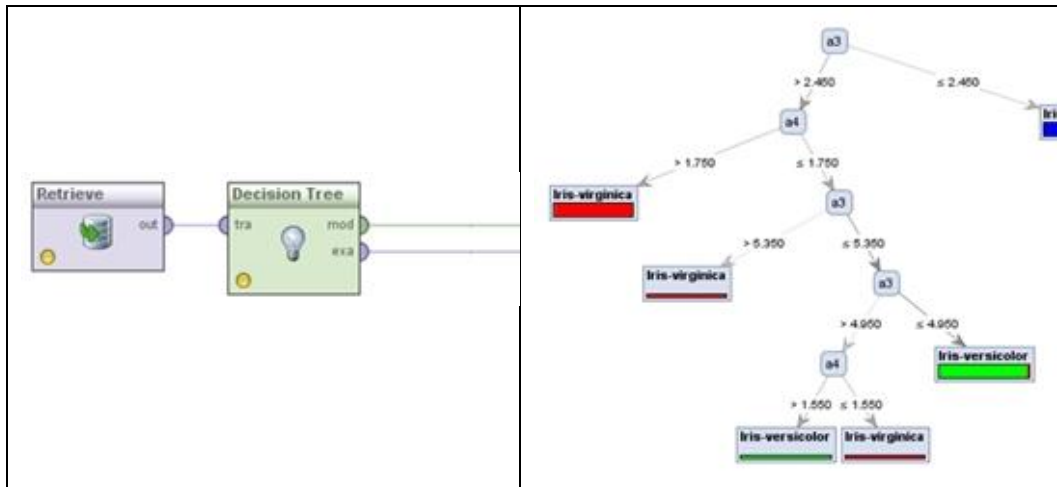 Retrieve
out
Decision Tree
tra
mod
exa
a3
> 2.450
≤ 2.450
a4
Iri
> 1.750
≤ 1.750
Iris-virginica
a3
> 5.350
≤ 5.350
Iris-virginica
a3
> 4.950
≤ 4.950
Iris-versicolor
a4
> 1.550
≤ 1.550
Iris-versicolor
Iris-virginica